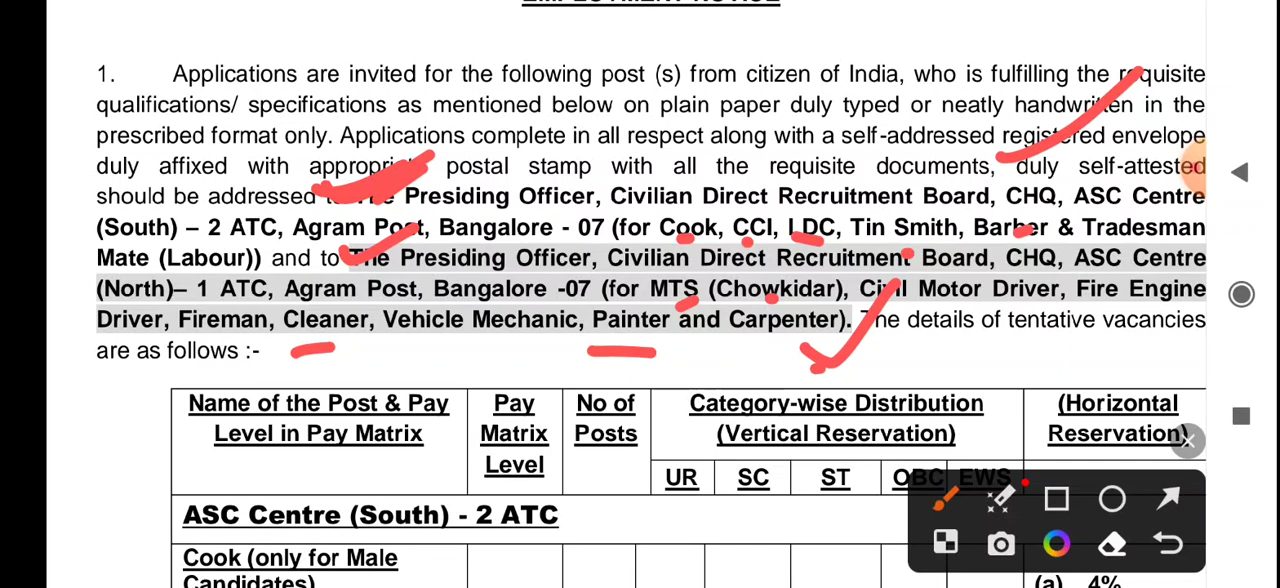 EMPLOYMENT NOTICE
1. Applications are invited for the following post (s) from citizen of India, who is fulfilling the requisite
qualifications/ specifications as mentioned below on plain paper duly typed or neatly handwritten in the
prescribed format only. Applications complete in all respect along with a self-addressed registered envelope
duly affixed with appropriate postal stamp with all the requisite documents, duly self-attested
should be addressed to The Presiding Officer, Civilian Direct Recruitment Board, CHQ, ASC Centre
(South) – 2 ATC, Agram Post, Bangalore - 07 (for Cook, CCI, LDC, Tin Smith, Barber & Tradesman
Mate (Labour)) and to The Presiding Officer, Civilian Direct Recruitment Board, CHQ, ASC Centre
(North)– 1 ATC, Agram Post, Bangalore -07 (for MTS (Chowkidar), Civil Motor Driver, Fire Engine
Driver, Fireman, Cleaner, Vehicle Mechanic, Painter and Carpenter). The details of tentative vacancies
are as follows :-
Name of the Post & Pay Level in Pay Matrix
Pay Matrix Level
No of Posts
Category-wise Distribution (Vertical Reservation)
(Horizontal Reservation)
UR SC ST OBC EWS
ASC Centre (South) - 2 ATC
Cook (only for Male
Candidates)
(a) 4%